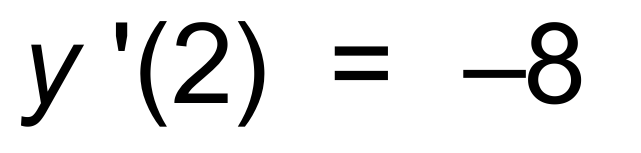 y '(2) = –8